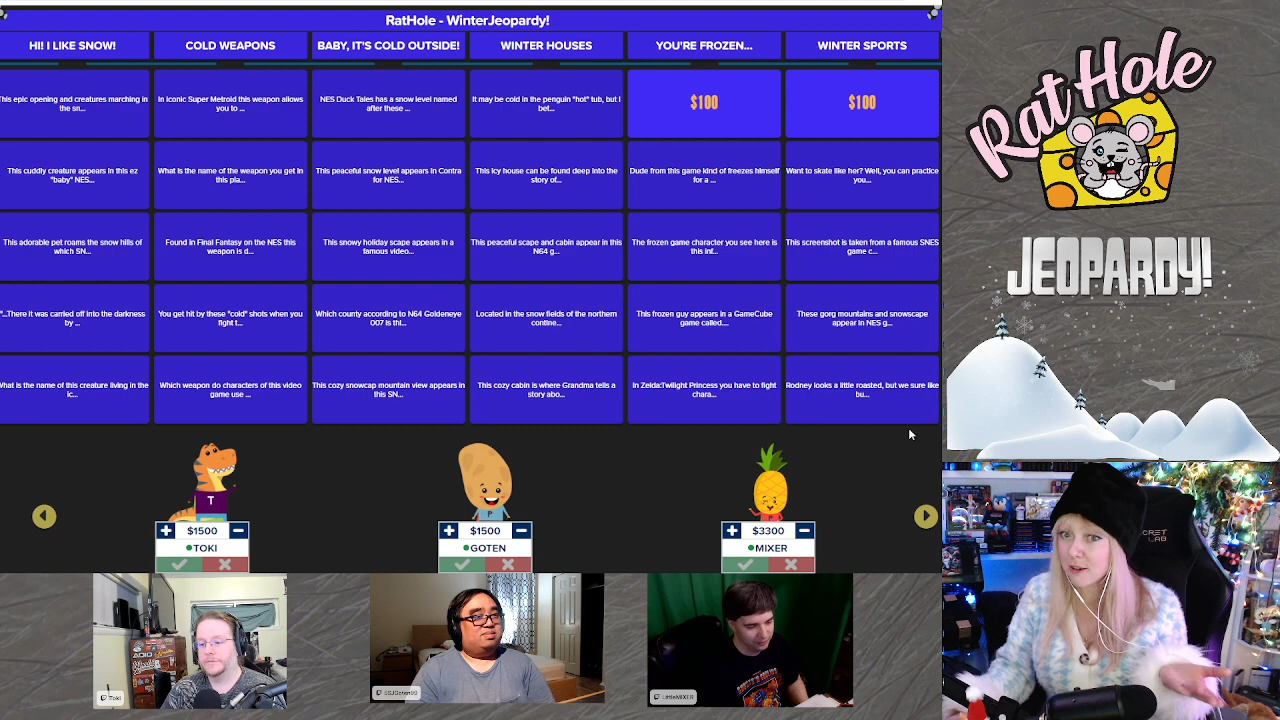 RatHole - WinterJeopardy!
HI! I LIKE SNOW!
COLD WEAPONS
BABY, IT'S COLD OUTSIDE!
WINTER HOUSES
YOU'RE FROZEN...
WINTER SPORTS
This epic opening and creatures marching in
the sn...
In iconic Super Metroid this weapon allows
you to ...
NES Duck Tales has a snow level named
after these ...
It may be cold in the penguin "hot" tub, but I
bet...
$100
$100
This cuddly creature appears in this ez
"baby" NES...
What is the name of the weapon you get in
this pla...
This peaceful snow level appears in Contra
for NES...
This icy house can be found deep into the
story of...
Dude from this game kind of freezes himself
for a ...
Want to skate like her? Well, you can practice
you...
This adorable pet roams the snow hills of
which SN...
Found in Final Fantasy on the NES this
weapon is d...
This snowy holiday scape appears in a
famous video...
This peaceful scape and cabin appear in this
N64 g...
The frozen game character you see here is
this inf...
This screenshot is taken from a famous SNES
game c...
"...There it was carried off into the darkness
by ...
You get hit by these "cold" shots when you
fight t...
Which county according to N64 Goldeneye
007 is thi...
Located in the snow fields of the northern
contine...
This frozen guy appears in a GameCube
game called....
These gorg mountains and snowscape
appear in NES g...
What is the name of this creature living in the
ic...
Which weapon do characters of this video
game use ...
This cozy snowcap mountain view appears in
this SN...
This cozy cabin is where Grandma tells a
story abo...
In Zelda:Twilight Princess you have to fight
chara...
Rodney looks a little roasted, but we sure like
bu...
T
P
$1500
TOKI
$1500
GOTEN
$3300
MIXER
Toki
SSJGoten99
LittleMIXER
Rat Hole
JEOPARDY!
SECRET
LAB